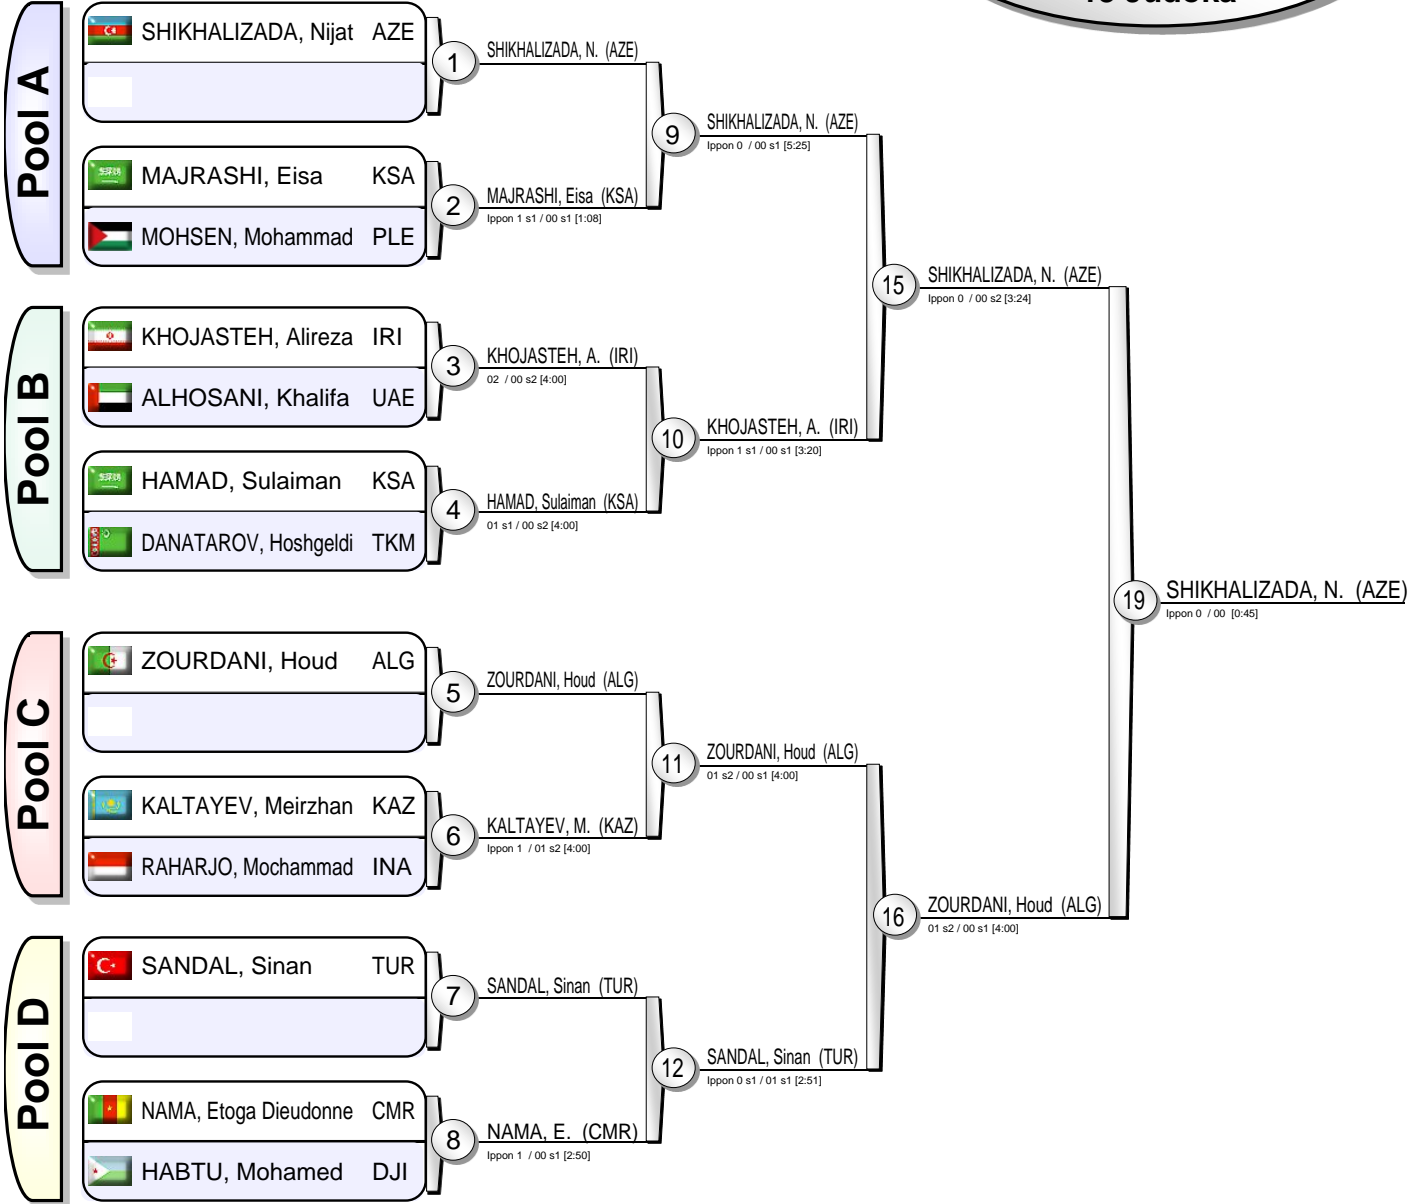 Pool A
SHIKHALIZADA, Nijat AZE
MAJRASHI, Eisa KSA
MOHSEN, Mohammad PLE
1
SHIKHALIZADA, N. (AZE)
2
MAJRASHI, Eisa (KSA)
Ippon 1 s1 / 00 s1 [1:08]
9
SHIKHALIZADA, N. (AZE)
Ippon 0 / 00 s1 [5:25]
Pool B
KHOJASTEH, Alireza IRI
ALHOSANI, Khalifa UAE
HAMAD, Sulaiman KSA
DANATAROV, Hoshgeldi TKM
3
KHOJASTEH, A. (IRI)
02 / 00 s2 [4:00]
4
HAMAD, Sulaiman (KSA)
01 s1 / 00 s2 [4:00]
10
KHOJASTEH, A. (IRI)
Ippon 1 s1 / 00 s1 [3:20]
15
SHIKHALIZADA, N. (AZE)
Ippon 0 / 00 s2 [3:24]
Pool C
ZOURDANI, Houd ALG
KALTAYEV, Meirzhan KAZ
RAHARJO, Mochammad INA
5
ZOURDANI, Houd (ALG)
6
KALTAYEV, M. (KAZ)
Ippon 1 / 01 s2 [4:00]
11
ZOURDANI, Houd (ALG)
01 s2 / 00 s1 [4:00]
Pool D
SANDAL, Sinan TUR
NAMA, Etoga Dieudonne CMR
HABTU, Mohamed DJI
7
SANDAL, Sinan (TUR)
8
NAMA, E. (CMR)
Ippon 1 / 00 s1 [2:50]
12
SANDAL, Sinan (TUR)
Ippon 0 s1 / 01 s1 [2:51]
16
ZOURDANI, Houd (ALG)
01 s2 / 00 s1 [4:00]
19
SHIKHALIZADA, N. (AZE)
Ippon 0 / 00 [0:45]